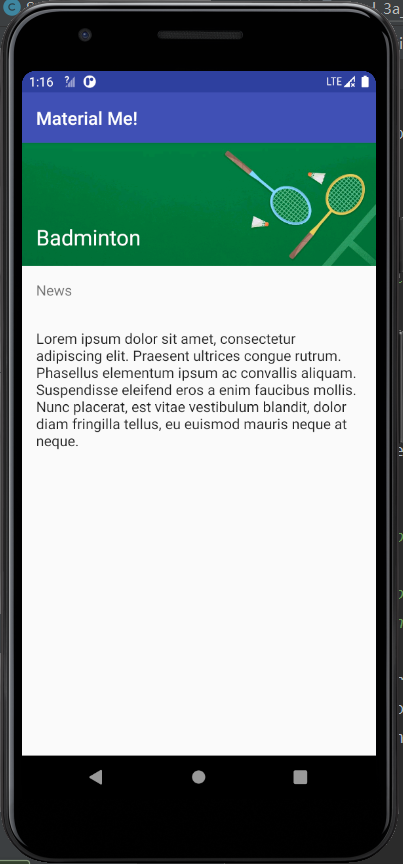 1:16
LTE
Material Me!
Badminton
News
Lorem ipsum dolor sit amet, consectetur
adipiscing elit. Praesent ultrices congue rutrum.
Phasellus elementum ipsum ac convallis aliquam.
Suspendisse eleifend eros a enim faucibus mollis.
Nunc placerat, est vitae vestibulum blandit, dolor
diam fringilla tellus, eu euismod mauris neque at
neque.